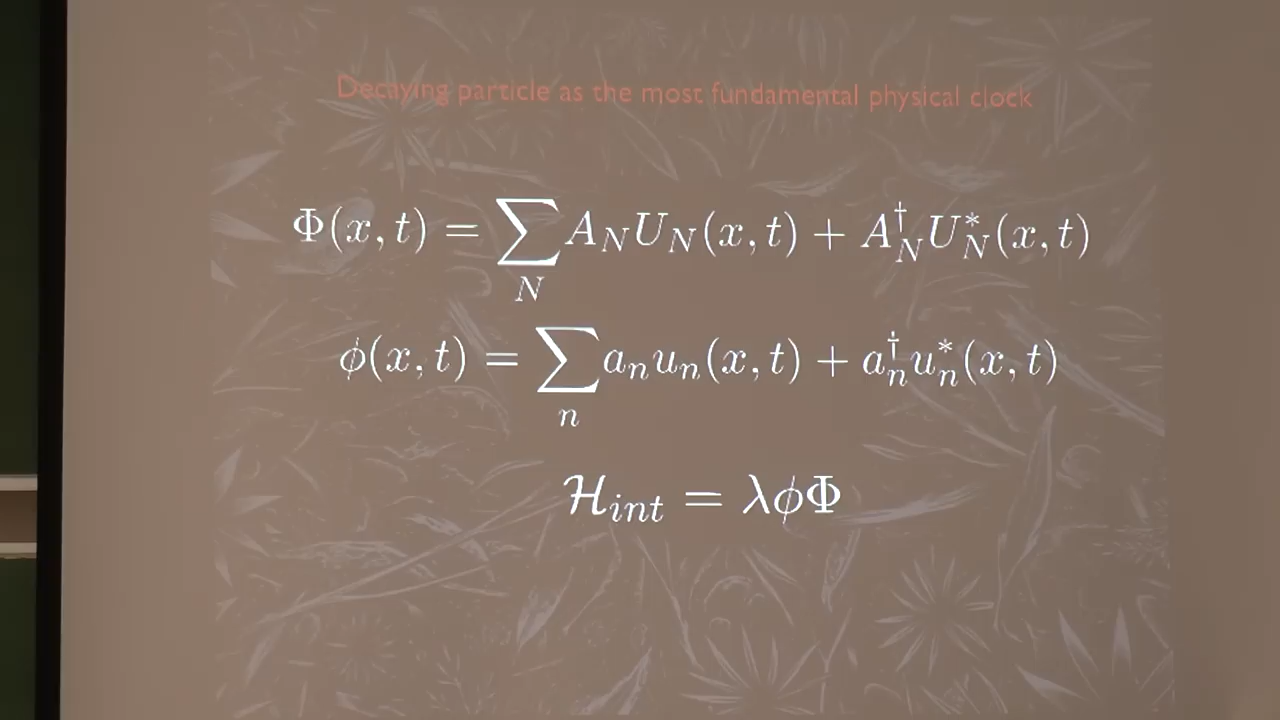 Decaying particle as the most fundamental physical clock
Φ(x, t) = ∑_N A_N U_N(x, t) + A_N^† U_N^*(x, t)
ϕ(x, t) = ∑_n a_n u_n(x, t) + a_n^† u_n^*(x, t)
ℋ_int = λϕΦ